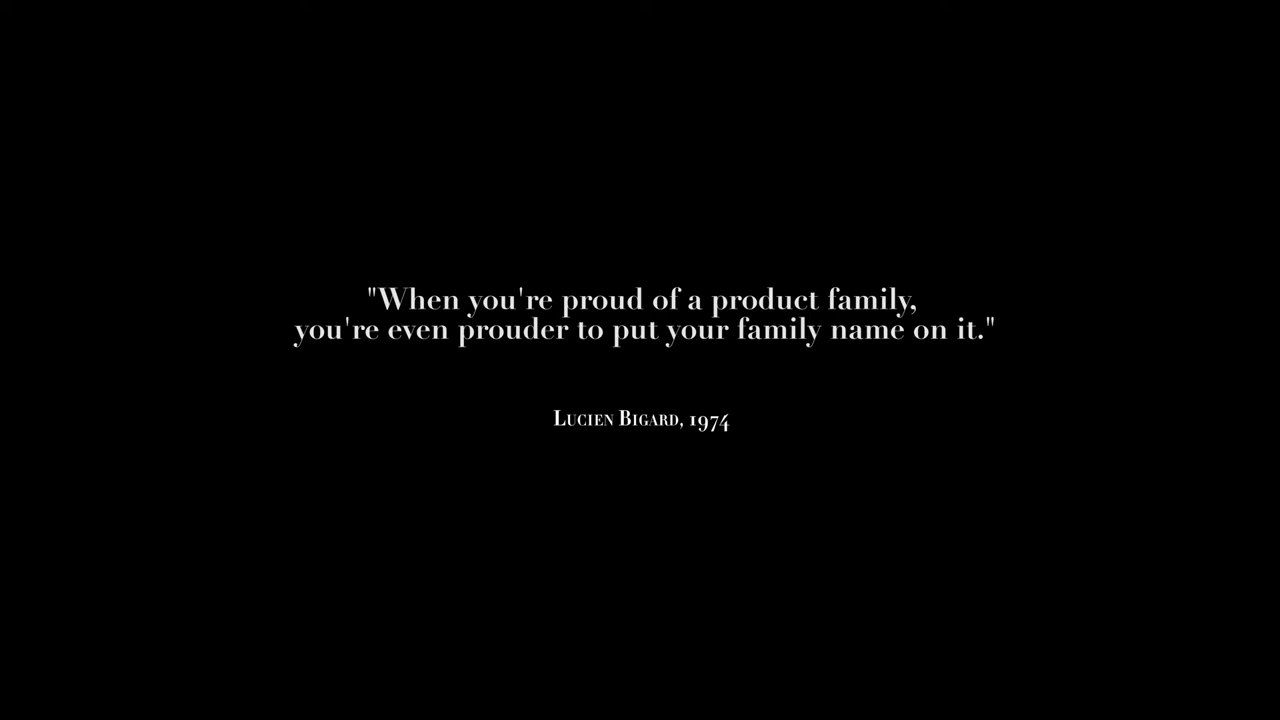 "When you're proud of a product family,
you're even prouder to put your family name on it."
Lucien Bigard, 1974